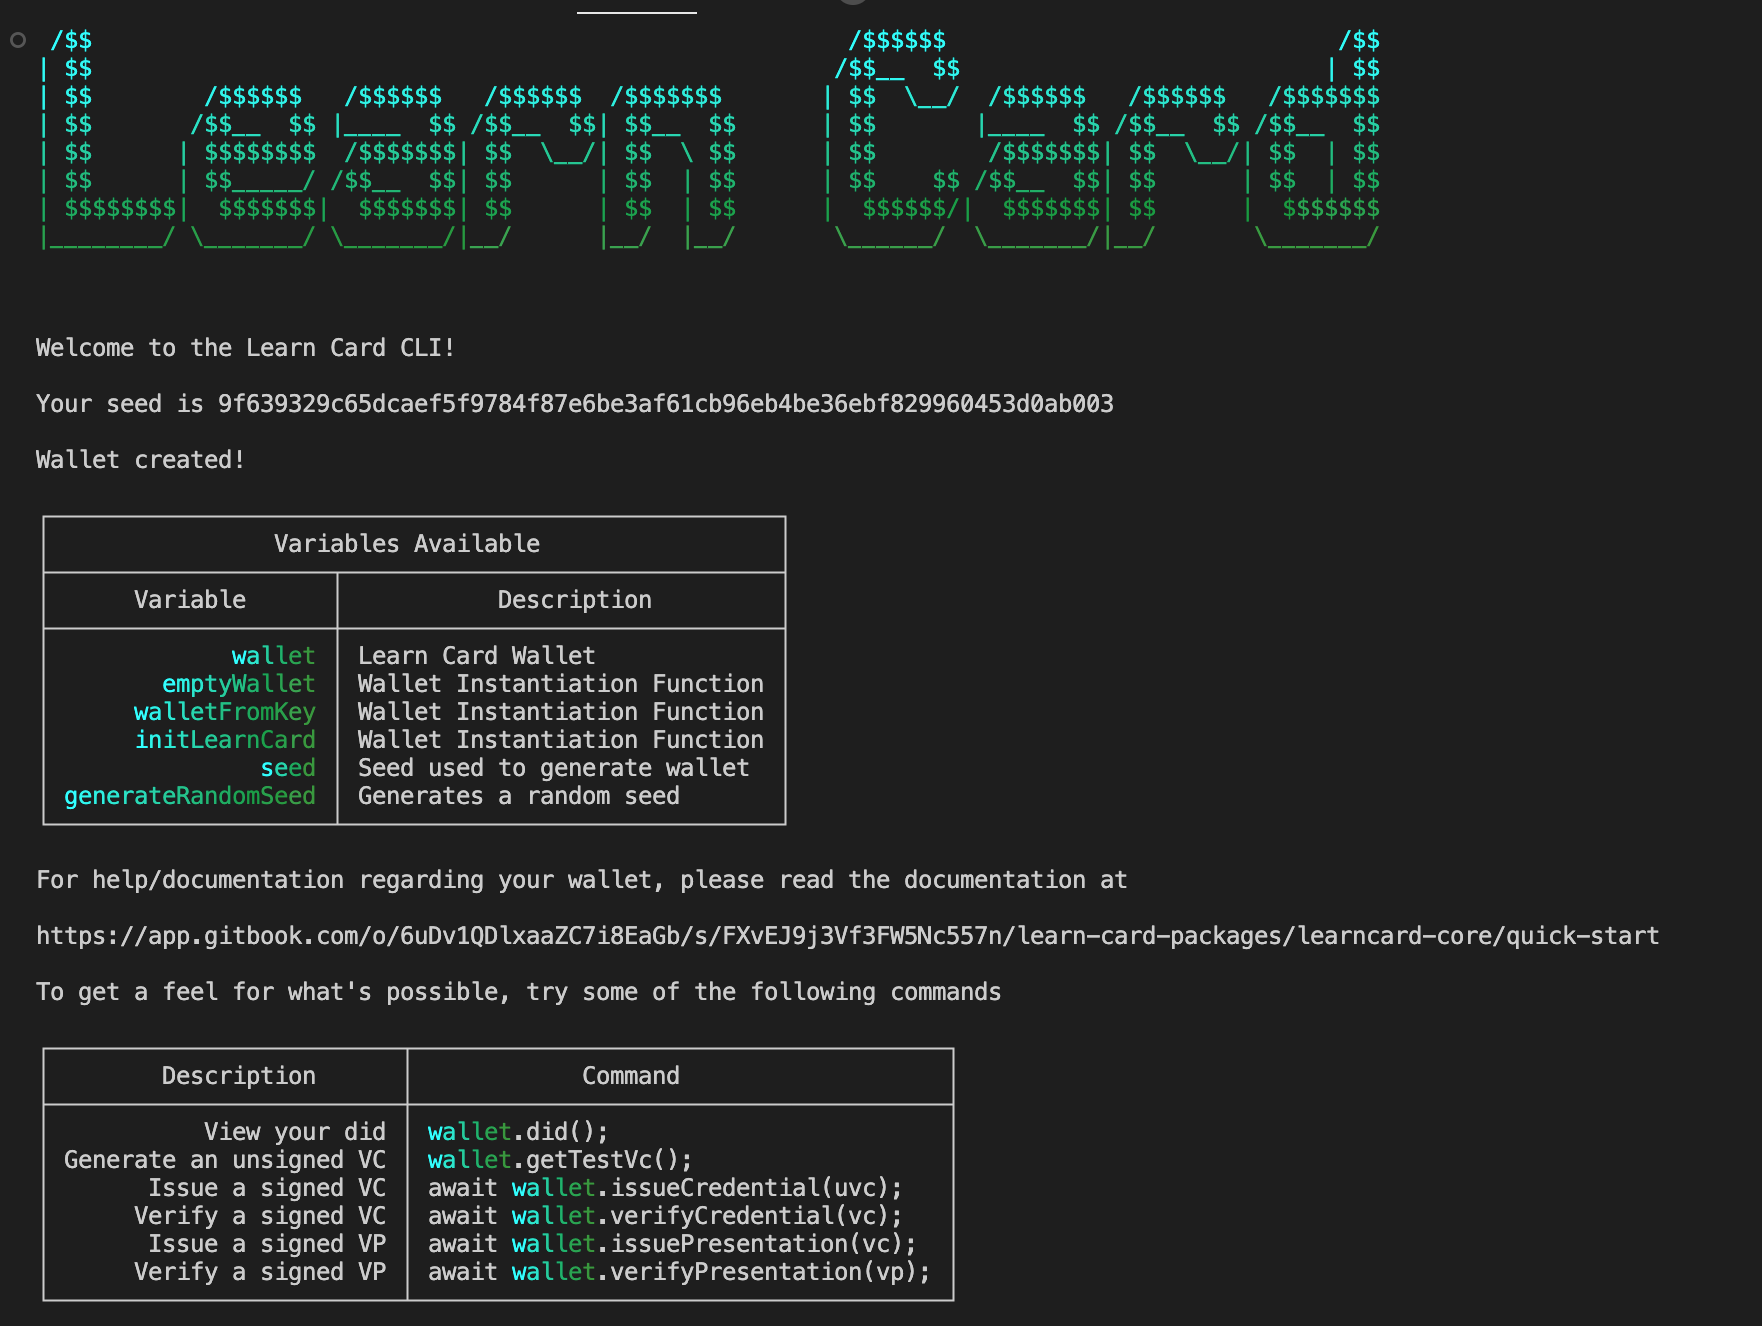 Learn Card
Welcome to the Learn Card CLI!
Your seed is 9f639329c65dcaef5f9784f87e6be3af61cb96eb4be36ebf829960453d0ab003
Wallet created!
Variables Available
Variable Description
wallet Learn Card Wallet
emptyWallet Wallet Instantiation Function
walletFromKey Wallet Instantiation Function
initLearnCard Wallet Instantiation Function
seed Seed used to generate wallet
generateRandomSeed Generates a random seed
For help/documentation regarding your wallet, please read the documentation at
https://app.gitbook.com/o/6uDv1QDlxaaZC7i8EaGb/s/FXvEJ9j3Vf3FW5Nc557n/learn-card-packages/learncard-core/quick-start
To get a feel for what's possible, try some of the following commands
Description Command
View your did wallet.did();
Generate an unsigned VC wallet.getTestVc();
Issue a signed VC await wallet.issueCredential(uvc);
Verify a signed VC await wallet.verifyCredential(vc);
Issue a signed VP await wallet.issuePresentation(vc);
Verify a signed VP await wallet.verifyPresentation(vp);